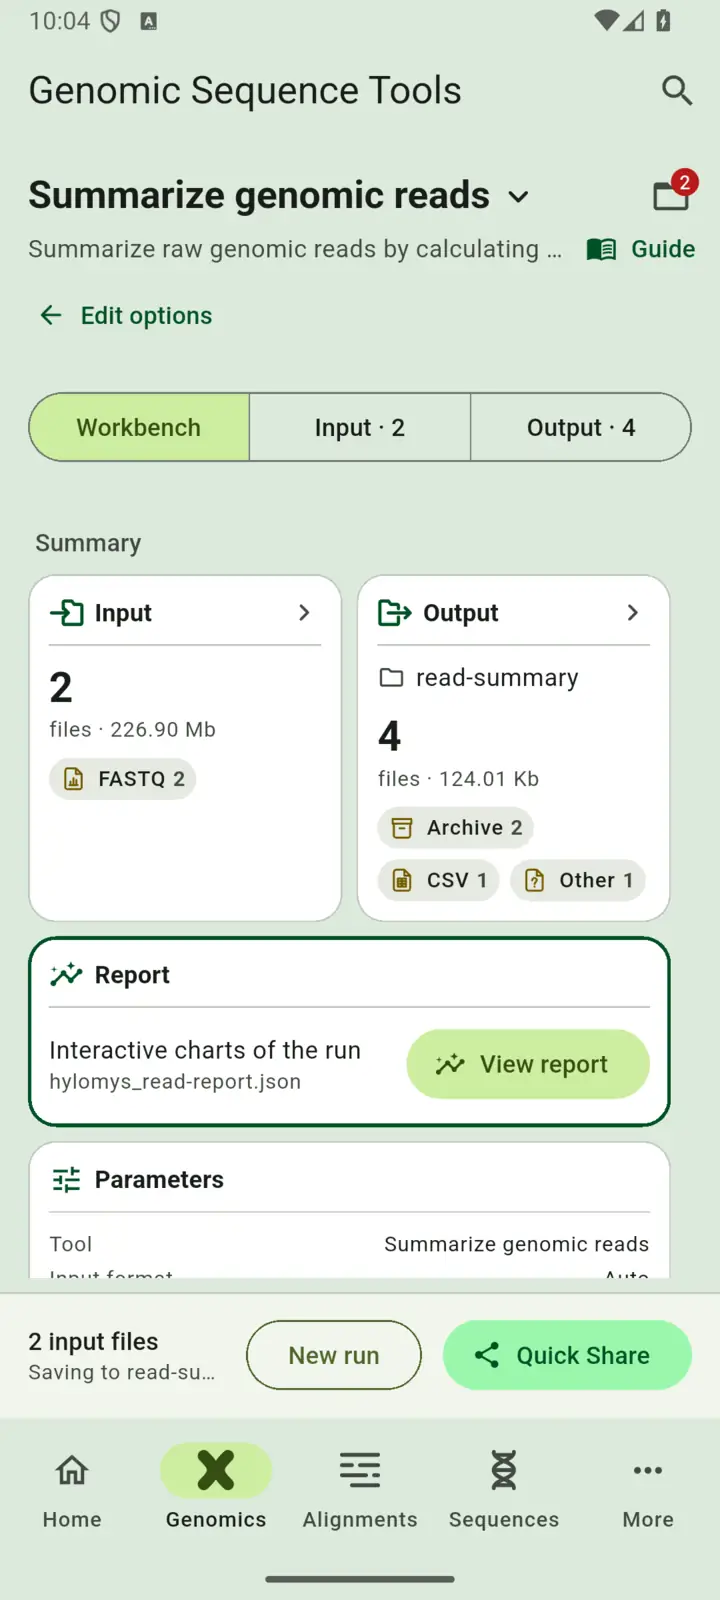 10:04
Genomic Sequence Tools
Summarize genomic reads
2
Summarize raw genomic reads by calculating ...
Guide
Edit options
Workbench
Input · 2
Output · 4
Summary
Input
2
files · 226.90 Mb
FASTQ 2
Output
read-summary
4
files · 124.01 Kb
Archive 2
CSV 1
Other 1
Report
Interactive charts of the run
hylomys_read-report.json
View report
Parameters
Tool
Summarize genomic reads
Input format
Auto
2 input files
Saving to read-su...
New run
Quick Share
Home
Genomics
Alignments
Sequences
More